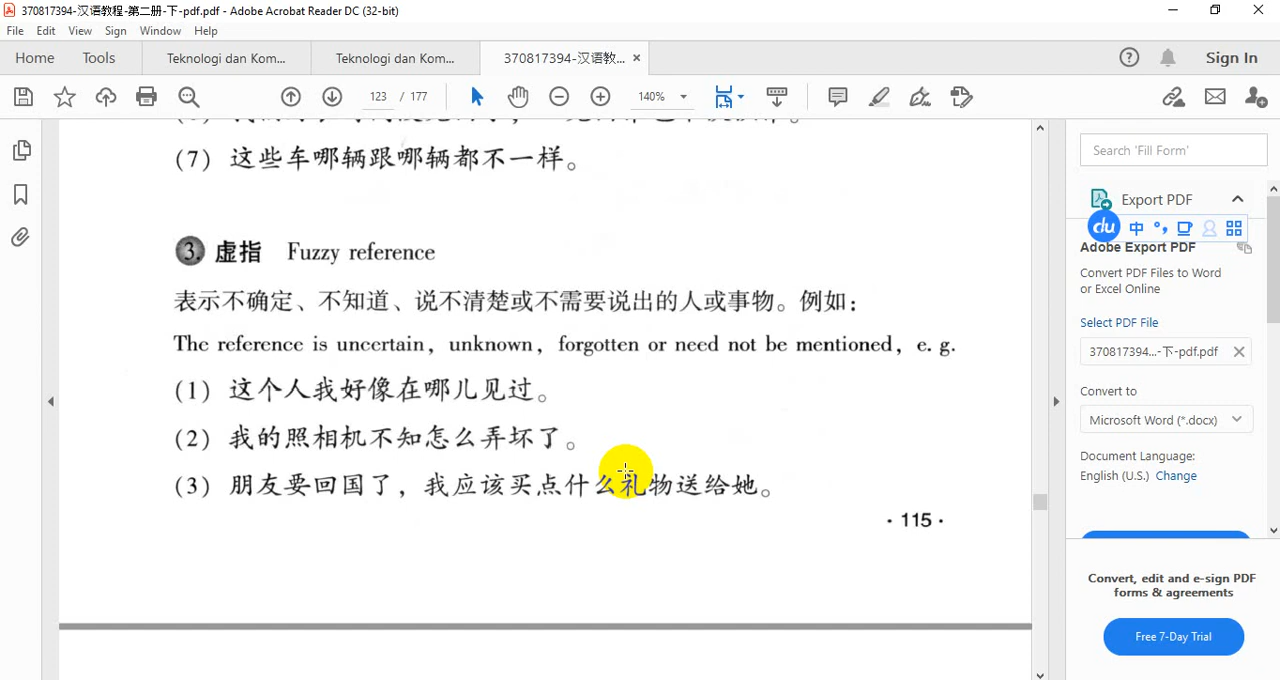 370817394-汉语教程-第二册-下-pdf.pdf - Adobe Acrobat Reader DC (32-bit)
File Edit View Sign Window Help
Home Tools Teknologi dan Kom... Teknologi dan Kom... 370817394-汉语教... × Sign In
123 / 177 140%
(7) 这些车哪辆跟哪辆都不一样。
3. 虚指 Fuzzy reference
表示不确定、不知道、说不清楚或不需要说出的人或事物。例如：
The reference is uncertain, unknown, forgotten or need not be mentioned, e. g.
(1) 这个人我好像在哪儿见过。
(2) 我的照相机不知怎么弄坏了。
(3) 朋友要回国了，我应该买点什么礼物送给她。
· 115 ·
Search 'Fill Form'
Export PDF
du 中
Adobe Export PDF
Convert PDF Files to Word
or Excel Online
Select PDF File
370817394...-下-pdf.pdf
Convert to
Microsoft Word (*.docx)
Document Language:
English (U.S.) Change
Convert, edit and e-sign PDF
forms & agreements
Free 7-Day Trial